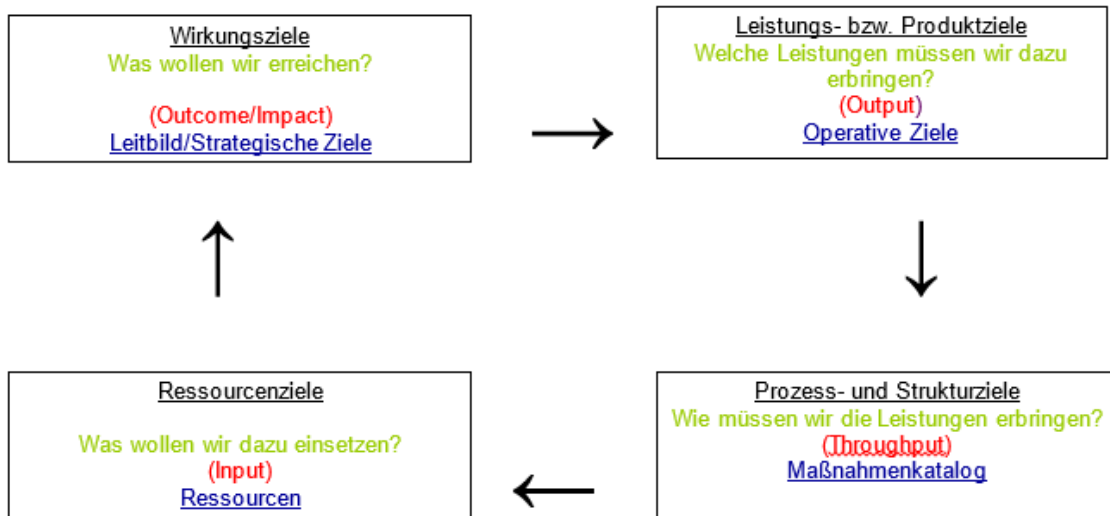 Wirkungsziele
Was wollen wir erreichen?
(Outcome/Impact)
Leitbild/Strategische Ziele
Leistungs- bzw. Produktziele
Welche Leistungen müssen wir dazu
erbringen?
(Output)
Operative Ziele
Ressourcenziele
Was wollen wir dazu einsetzen?
(Input)
Ressourcen
Prozess- und Strukturziele
Wie müssen wir die Leistungen erbringen?
(Throughput)
Maßnahmenkatalog